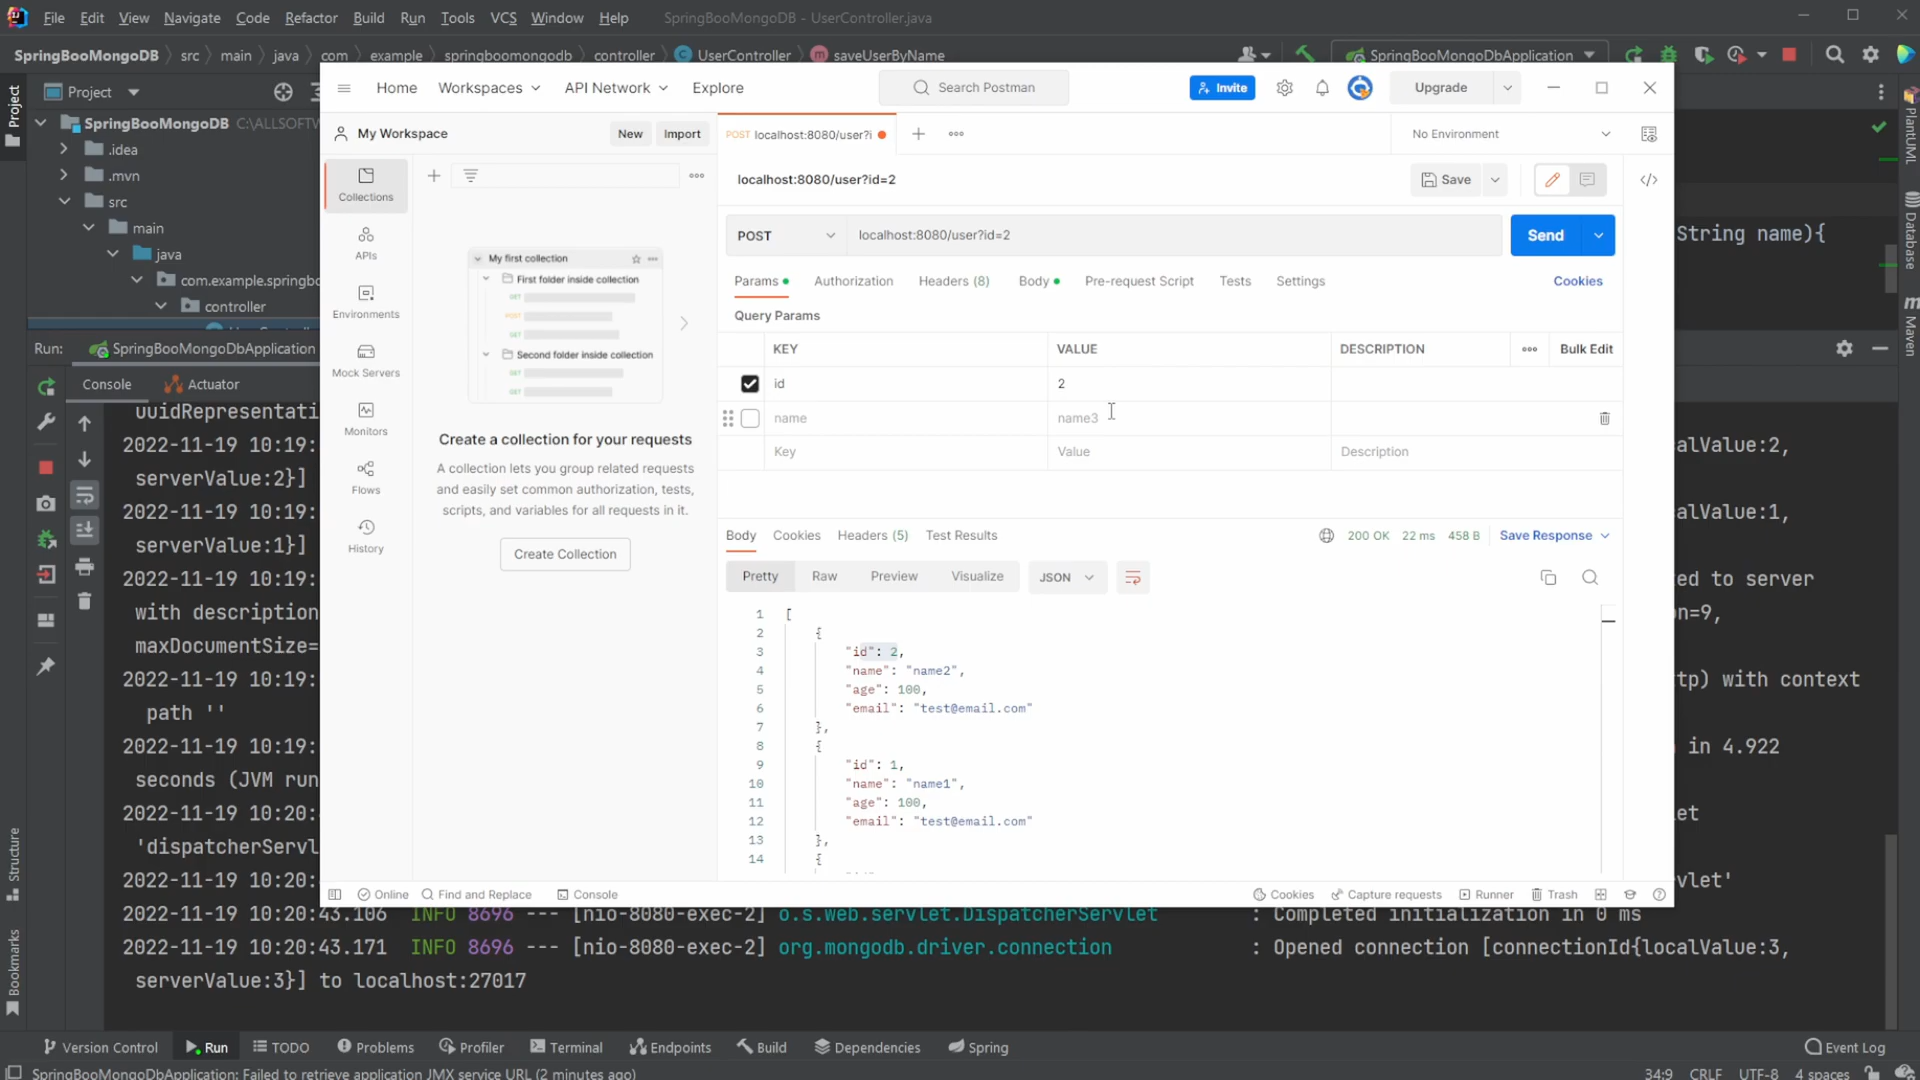 File Edit View Navigate Code Refactor Build Run Tools VCS Window Help SpringBooMongoDB - UserController.java
SpringBooMongoDB src main java com example springboomongodb controller UserController saveUserByName SpringBooMongoDbApplication
Project
Project
SpringBooMongoDB C:\ALLSOFTW
.idea
.mvn
src
main
java
com.example.springbo
controller
Home Workspaces API Network Explore Search Postman Invite Upgrade
My Workspace New Import
POST localhost:8080/user?i No Environment
Collections
APIs
Environments
Mock Servers
Monitors
Flows
History
My first collection
First folder inside collection
GET
POST
GET
Second folder inside collection
GET
GET
Create a collection for your requests
A collection lets you group related requests
and easily set common authorization, tests,
scripts, and variables for all requests in it.
Create Collection
localhost:8080/user?id=2 Save
POST localhost:8080/user?id=2 Send
Params Authorization Headers (8) Body Pre-request Script Tests Settings Cookies
Query Params
KEY VALUE DESCRIPTION Bulk Edit
id 2
name name3
Key Value Description
Body Cookies Headers (5) Test Results 200 OK 22 ms 458 B Save Response
Pretty Raw Preview Visualize JSON
1 [
2 {
3 "id": 2,
4 "name": "name2",
5 "age": 100,
6 "email": "test@email.com"
7 },
8 {
9 "id": 1,
10 "name": "name1",
11 "age": 100,
12 "email": "test@email.com"
13 },
14 {
Online Find and Replace Console Cookies Capture requests Runner Trash
String name){
PlantUML
Database
Maven
Run: SpringBooMongoDbApplication
Console Actuator
uuidRepresentati
2022-11-19 10:19: alValue:2,
serverValue:2}]
2022-11-19 10:19: alValue:1,
serverValue:1}]
2022-11-19 10:19: ed to server
with description on=9,
maxDocumentSize=
2022-11-19 10:19: tp) with context
path ''
2022-11-19 10:19: in 4.922
seconds (JVM run
2022-11-19 10:20: et
'dispatcherServl
2022-11-19 10:20: vlet'
2022-11-19 10:20:43.106 INFO 8696 --- [nio-8080-exec-2] o.s.web.servlet.DispatcherServlet : Completed initialization in 0 ms
2022-11-19 10:20:43.171 INFO 8696 --- [nio-8080-exec-2] org.mongodb.driver.connection : Opened connection [connectionId{localValue:3,
serverValue:3}] to localhost:27017
Structure
Bookmarks
Version Control Run TODO Problems Profiler Terminal Endpoints Build Dependencies Spring Event Log
SpringBooMongoDbApplication: Failed to retrieve application JMX service URL (2 minutes ago) 34:9 CRLF UTF-8 4 spaces